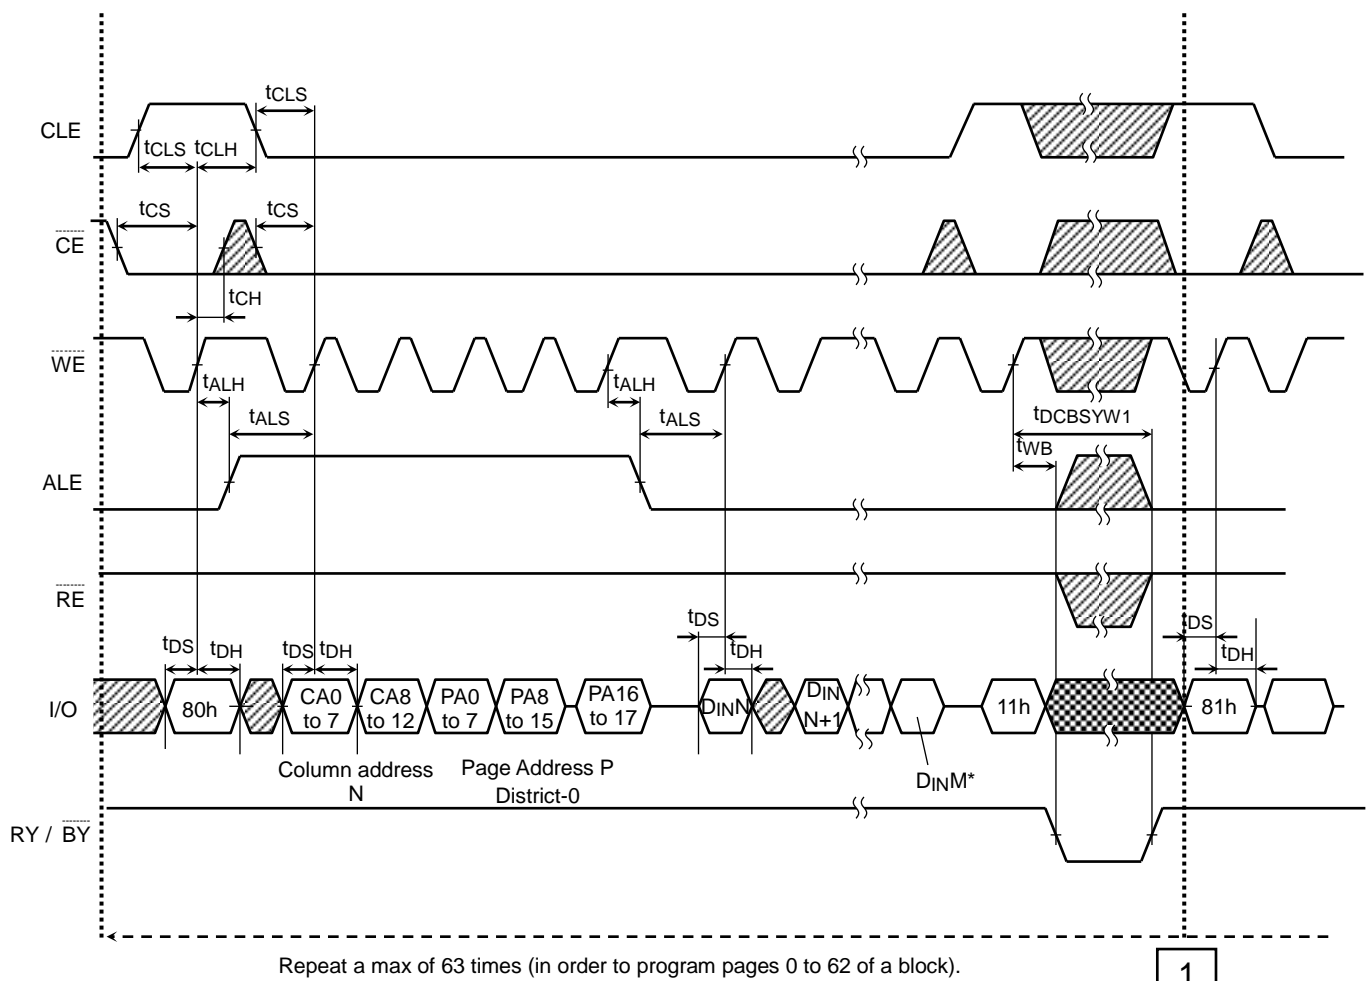 tCLS
CLE
tCLS tCLH
tCS tCS
CE
tCH
WE
tALH tALH
tALS tALS
tDCBSYW1
tWB
ALE
RE
tDS tDH tDS tDH tDS tDH DS tDH
I/O
80h
CA0 to 7
CA8 to 12
PA0 to 7
PA8 to 15
PA16 to 17
DINN
DIN N+1
11h
81h
Column address
N
Page Address P
District-0
DINM*
RY / BY
Repeat a max of 63 times (in order to program pages 0 to 62 of a block).
1